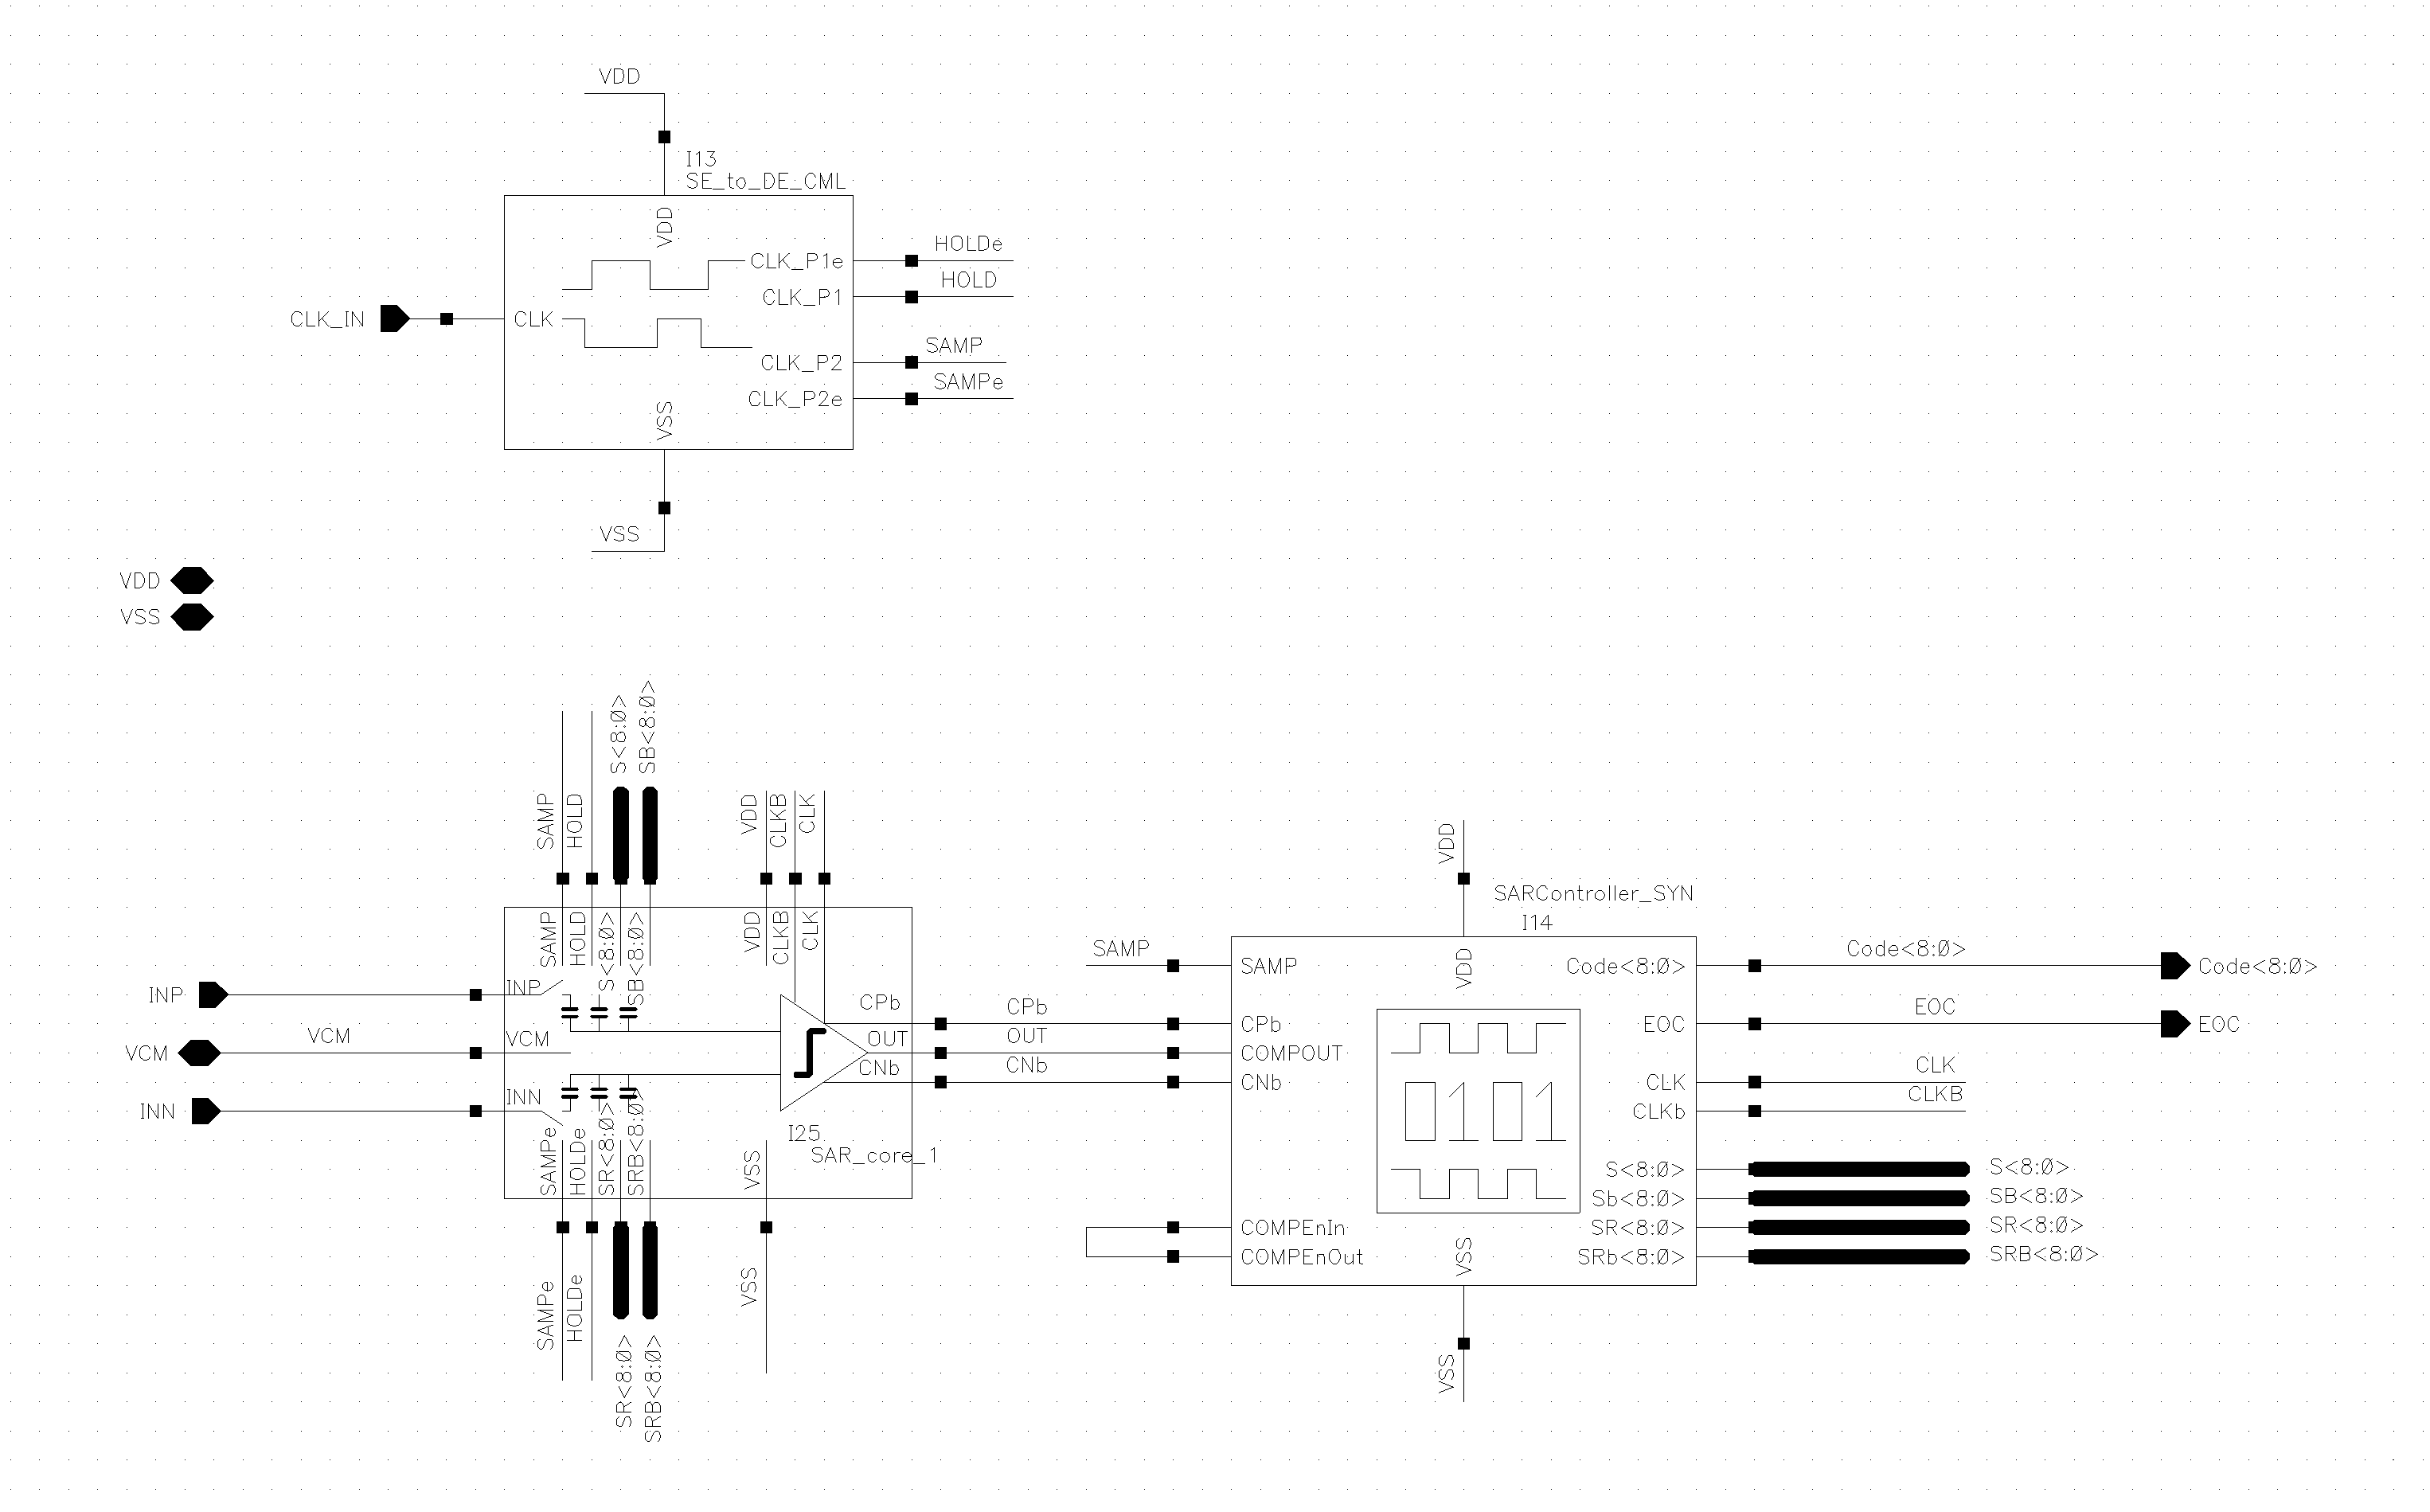 VDD
I13
SE_to_DE_CML
VDD
CLK_P1e
HOLDe
CLK_P1
HOLD
CLK_IN
CLK
CLK_P2
SAMP
CLK_P2e
SAMPe
VSS
VSS
VDD
VSS
SAMP
HOLD
S<8:0>
SB<8:0>
VDD
CLKB
CLK
SAMP
HOLD
S<8:0>
SB<8:0>
VDD
CLKB
CLK
INP
INP
VCM
VCM
VCM
INN
INN
CPb
OUT
CNb
CPb
OUT
CNb
I25
SAR_core_1
SAMPe
HOLDe
SR<8:0>
SRB<8:0>
VSS
SAMPe
HOLDe
SR<8:0>
SRB<8:0>
VSS
VDD
SARController_SYN
I14
SAMP
SAMP
VDD
Code<8:0>
Code<8:0>
Code<8:0>
CPb
EOC
EOC
EOC
COMPOUT
CNb
0101
CLK
CLK
CLKb
CLKB
S<8:0>
S<8:0>
Sb<8:0>
SB<8:0>
COMPEnIn
SR<8:0>
SR<8:0>
COMPEnOut
VSS
SRb<8:0>
SRB<8:0>
VSS